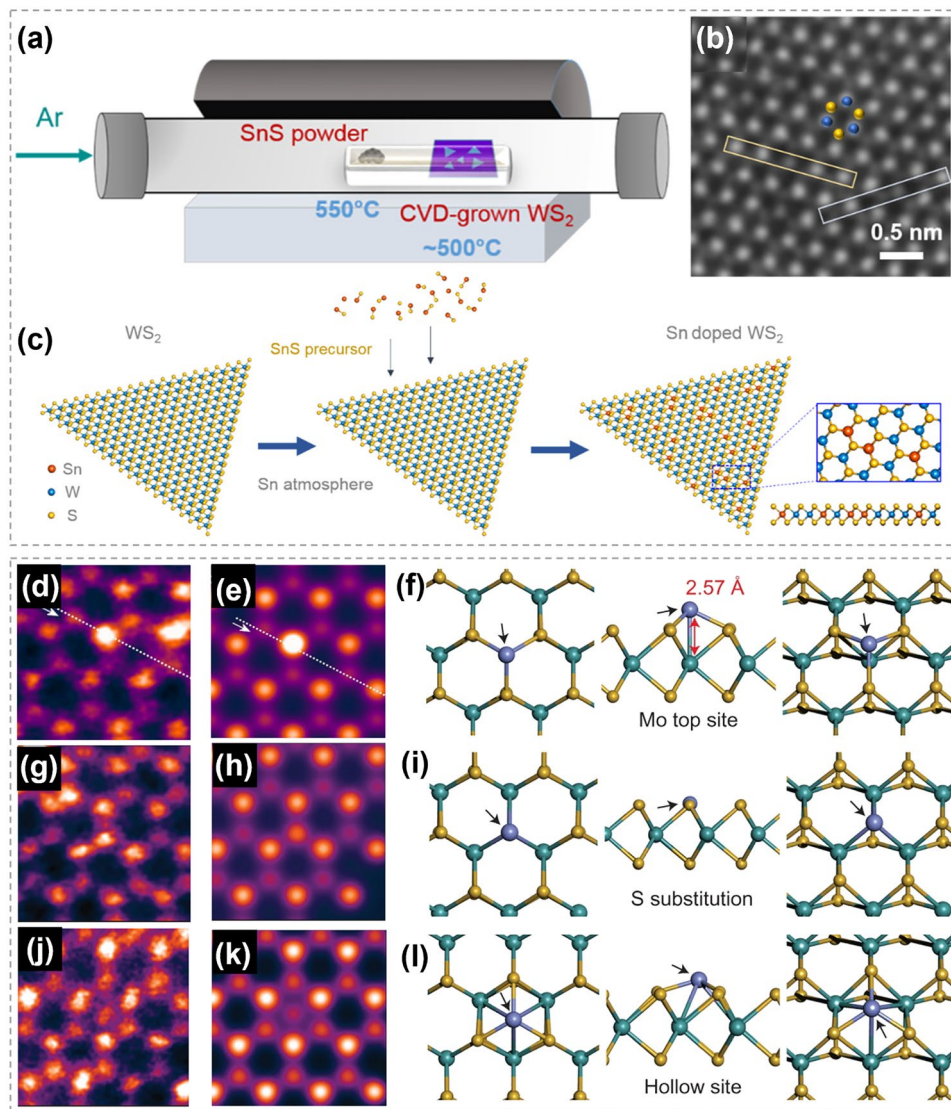 (a)
Ar
SnS powder
550°C
CVD-grown WS₂
~500°C
(b)
0.5 nm
(c)
WS₂
SnS precursor
Sn doped WS₂
Sn
W
S
Sn atmosphere
(d)
(e)
(f)
2.57 Å
Mo top site
(g)
(h)
(i)
S substitution
(j)
(k)
(l)
Hollow site